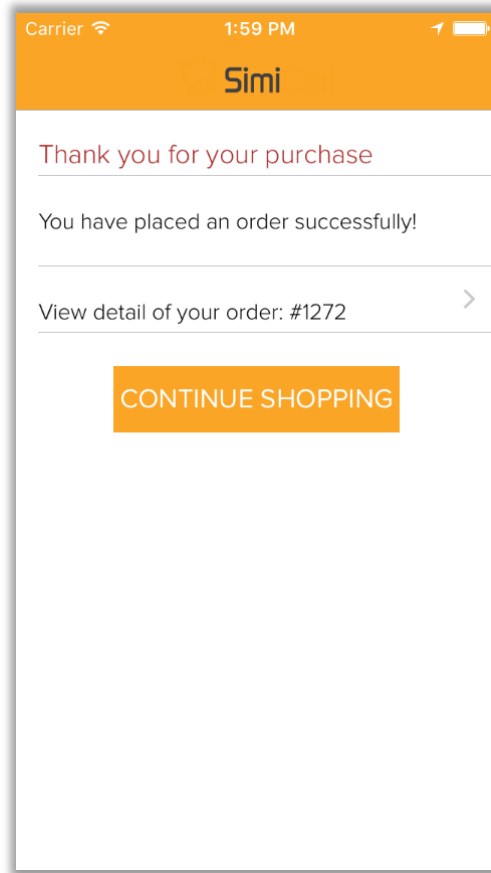 Carrier 1:59 PM
Simi
Thank you for your purchase
You have placed an order successfully!
View detail of your order: #1272
CONTINUE SHOPPING